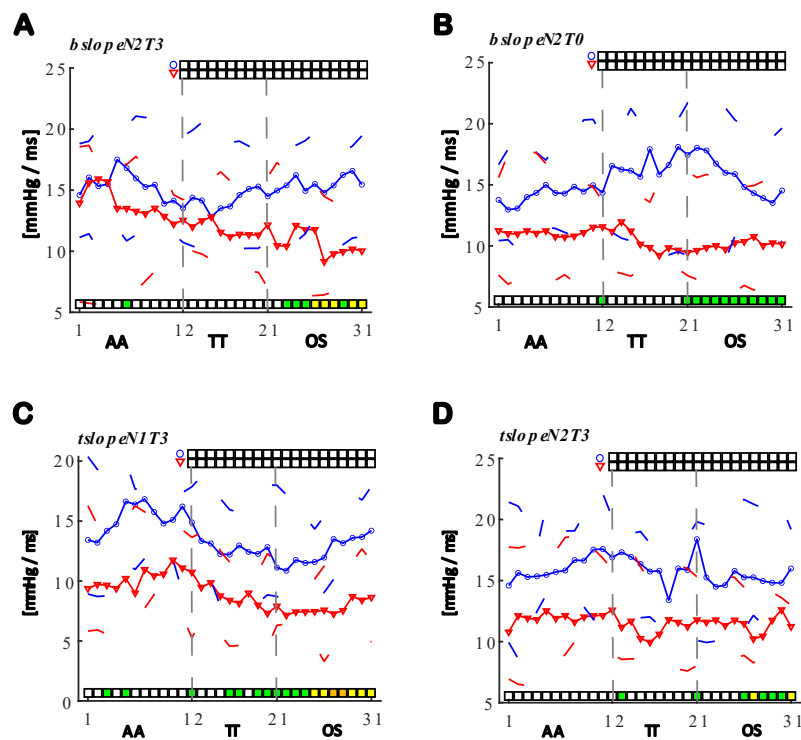 A
bslopeN2T3
25
20
15
10
5
[mmHg / ms]
1 12 21 31
AA TT OS
B
bslopeN2T0
25
20
15
10
5
[mmHg / ms]
1 12 21 31
AA TT OS
C
tslopeN1T3
20
15
10
5
0
[mmHg / ms]
1 12 21 31
AA TT OS
D
tslopeN2T3
25
20
15
10
5
[mmHg / ms]
1 12 21 31
AA TT OS